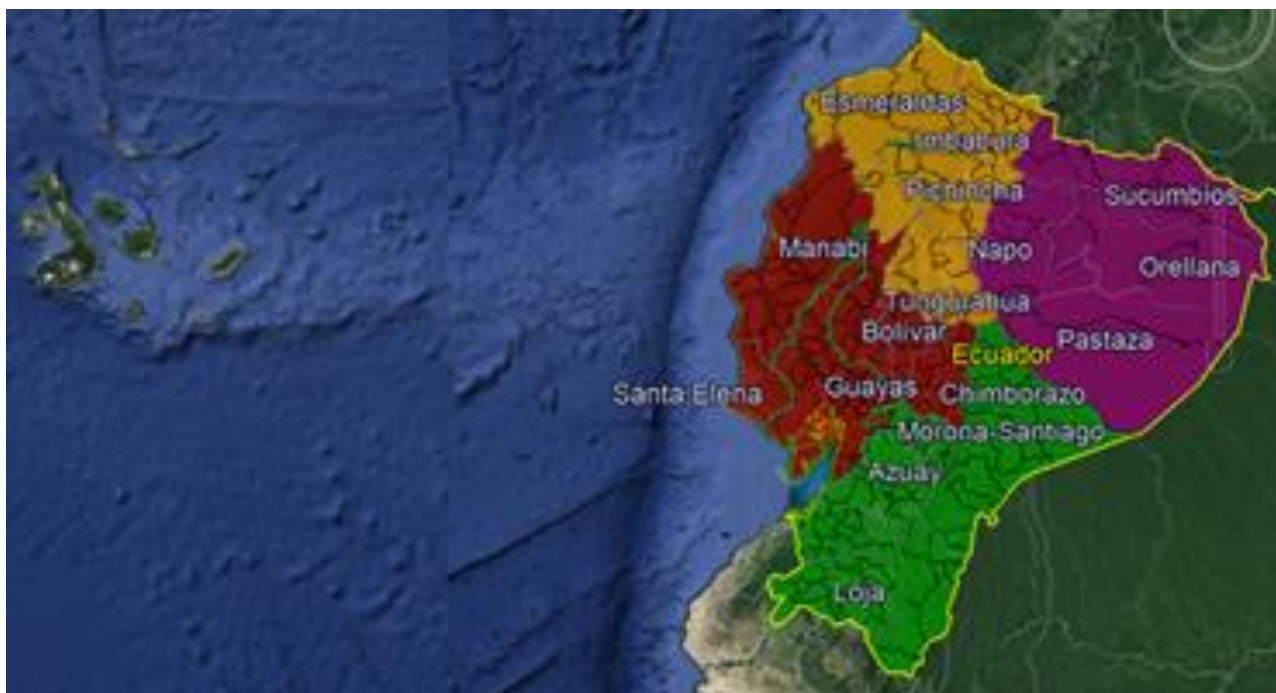 Esmeraldas
Imbabura
Pichincha
Sucumbios
Manabi
Napo
Orellana
Tungurahua
Bolivar
Pastaza
Ecuador
Santa Elena
Guayas
Chimborazo
Morona-Santiago
Azuay
Loja